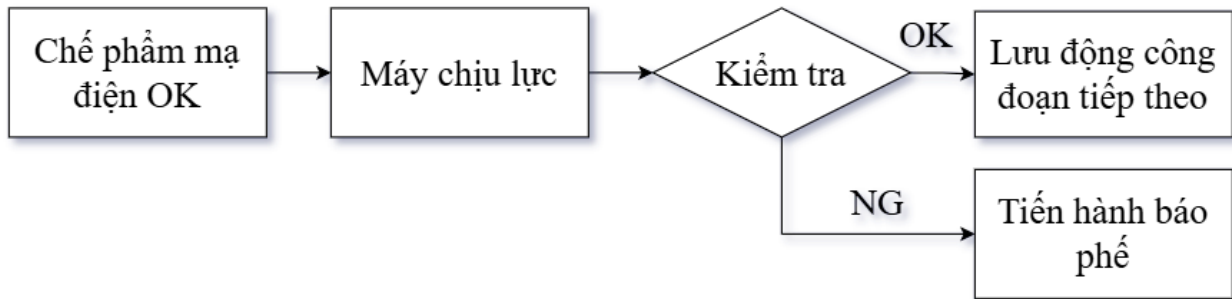 Chế phẩm mạ
điện OK
Máy chịu lực
Kiểm tra
OK
Lưu động công
đoạn tiếp theo
NG
Tiến hành báo
phế